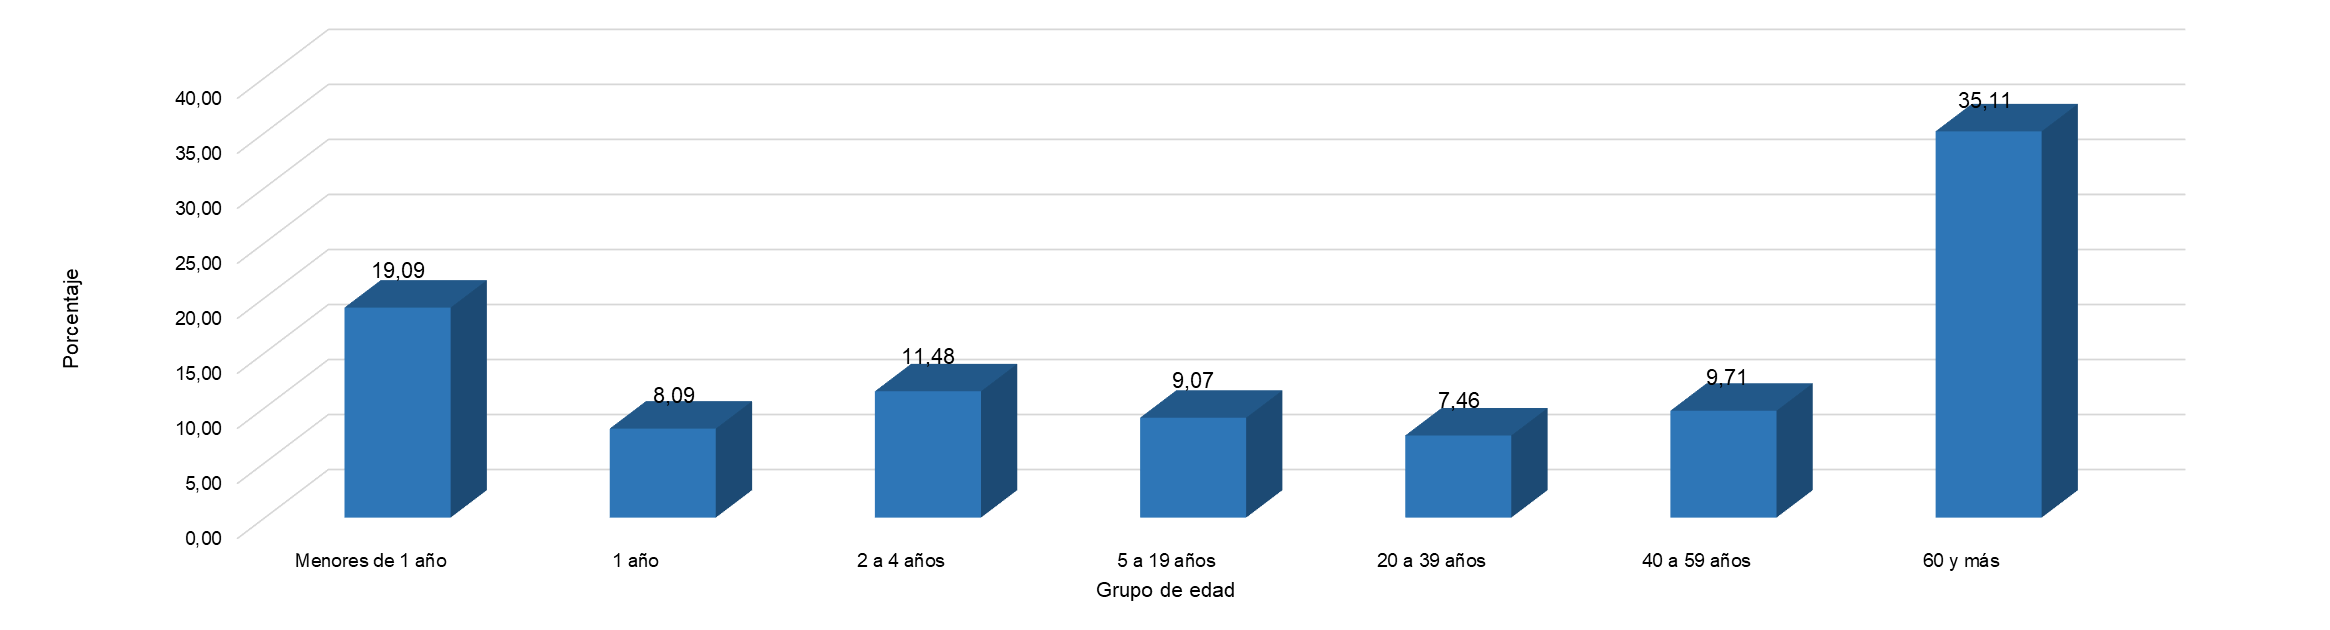 40,00
35,00
30,00
25,00
20,00
15,00
10,00
5,00
0,00
Porcentaje
19,09
8,09
11,48
9,07
7,46
9,71
35,11
Menores de 1 año
1 año
2 a 4 años
5 a 19 años
20 a 39 años
40 a 59 años
60 y más
Grupo de edad